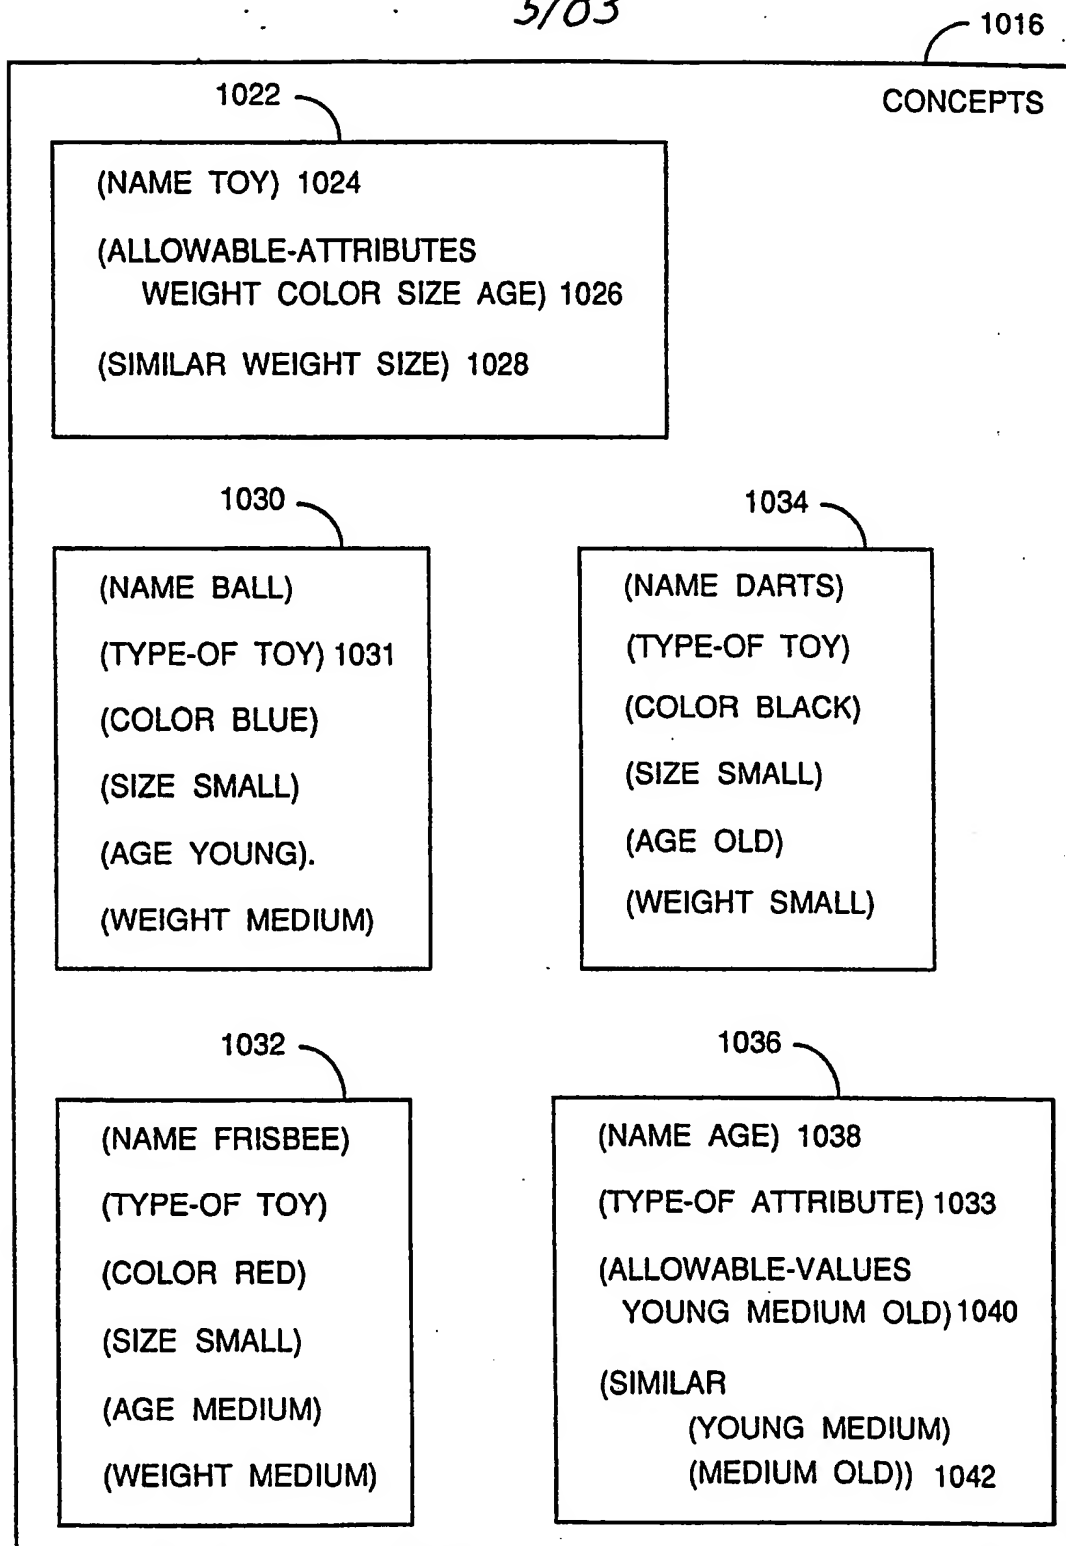 5/03
1016
CONCEPTS
1022
(NAME TOY) 1024
(ALLOWABLE-ATTRIBUTES
WEIGHT COLOR SIZE AGE) 1026
(SIMILAR WEIGHT SIZE) 1028
1030
(NAME BALL)
(TYPE-OF TOY) 1031
(COLOR BLUE)
(SIZE SMALL)
(AGE YOUNG).
(WEIGHT MEDIUM)
1034
(NAME DARTS)
(TYPE-OF TOY)
(COLOR BLACK)
(SIZE SMALL)
(AGE OLD)
(WEIGHT SMALL)
1032
(NAME FRISBEE)
(TYPE-OF TOY)
(COLOR RED)
(SIZE SMALL)
(AGE MEDIUM)
(WEIGHT MEDIUM)
1036
(NAME AGE) 1038
(TYPE-OF ATTRIBUTE) 1033
(ALLOWABLE-VALUES
YOUNG MEDIUM OLD) 1040
(SIMILAR
(YOUNG MEDIUM)
(MEDIUM OLD)) 1042